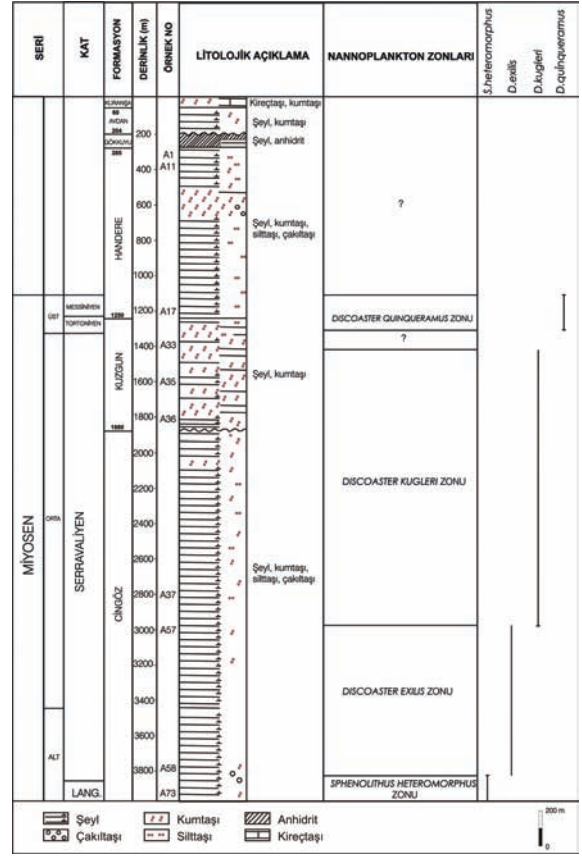 SERİ
KAT
FORMASYON
DERİNLİK (m)
ÖRNEK NO
LİTOLOJİK AÇIKLAMA
NANNOPLANKTON ZONLARI
S.heteromorphus
D.exilis
D.kugleri
D.quinqueramus
Kireçtaşı, kumtaşı
AVDAN
Şeyl, kumtaşı
200
Şeyl, anhidrit
A1
400
A11
HANDERE
600
?
Şeyl, kumtaşı,
silttaşı, çakıltaşı
800
1000
MESSİNİYEN
ÜST
1200
A17
TORTONİYEN
DISCOASTER QUINQUERAMUS ZONU
?
KUZGUN
1400
A33
Şeyl, kumtaşı
1600
A35
1800
A36
MİYOSEN
ORTA
SERRAVALİYEN
CİNGÖZ
2000
2200
DISCOASTER KUGLERI ZONU
2400
2600
Şeyl, kumtaşı,
silttaşı, çakıltaşı
2800
A37
3000
A57
3200
DISCOASTER EXILIS ZONU
3400
3600
ALT
3800
A58
LANG.
A73
SPHENOLITHUS HETEROMORPHUS
ZONU
Şeyl
Kumtaşı
Anhidrit
Çakıltaşı
Silttaşı
Kireçtaşı
200 m
0